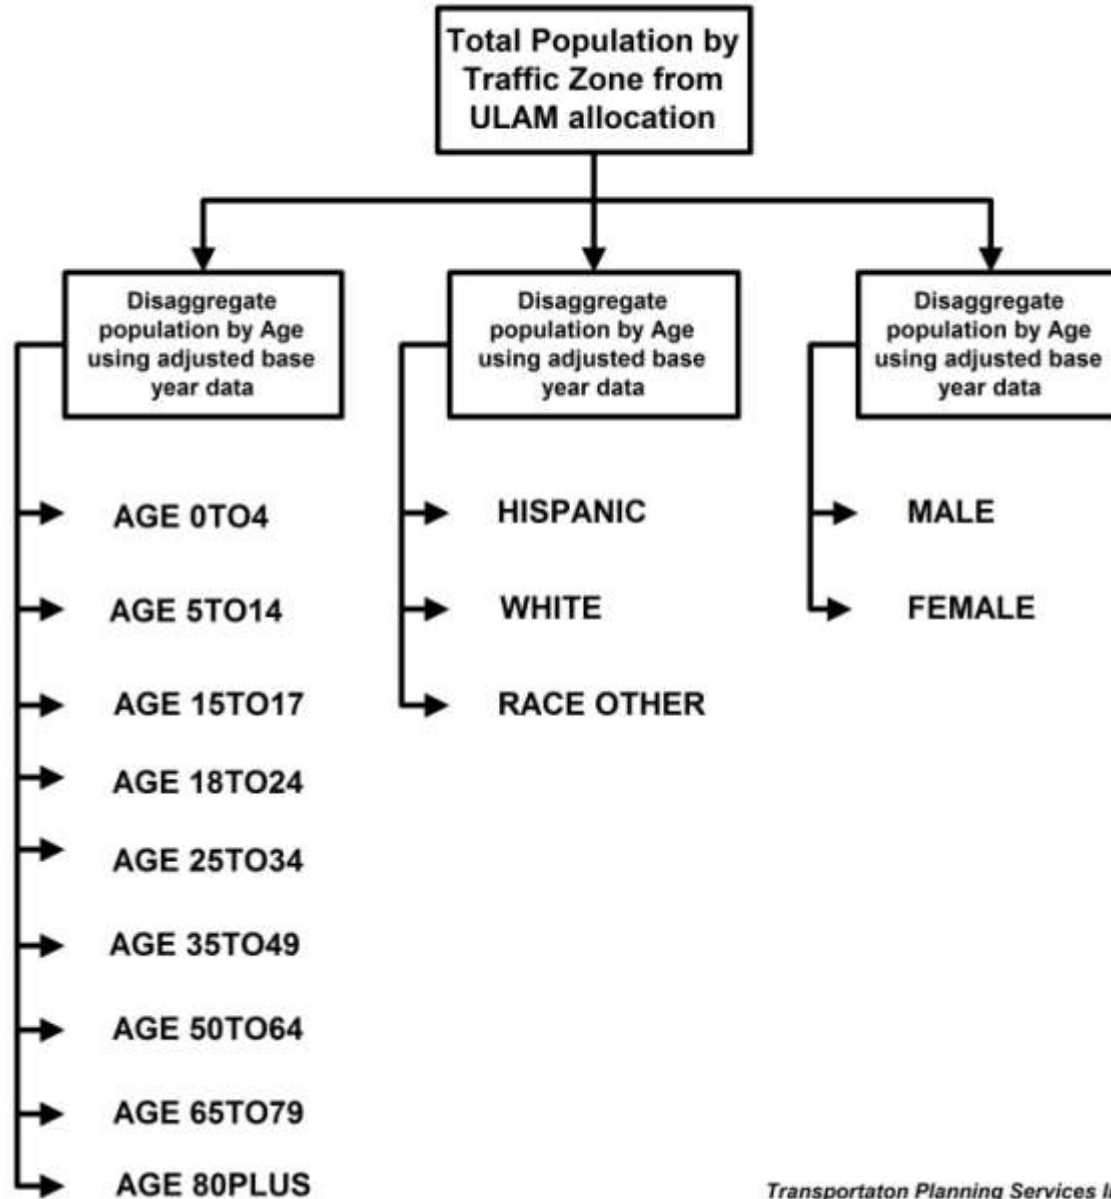 Total Population by
Traffic Zone from
ULAM allocation
Disaggregate
population by Age
using adjusted base
year data
Disaggregate
population by Age
using adjusted base
year data
Disaggregate
population by Age
using adjusted base
year data
AGE 0TO4
AGE 5TO14
AGE 15TO17
AGE 18TO24
AGE 25TO34
AGE 35TO49
AGE 50TO64
AGE 65TO79
AGE 80PLUS
HISPANIC
WHITE
RACE OTHER
MALE
FEMALE
Transportaton Planning Services